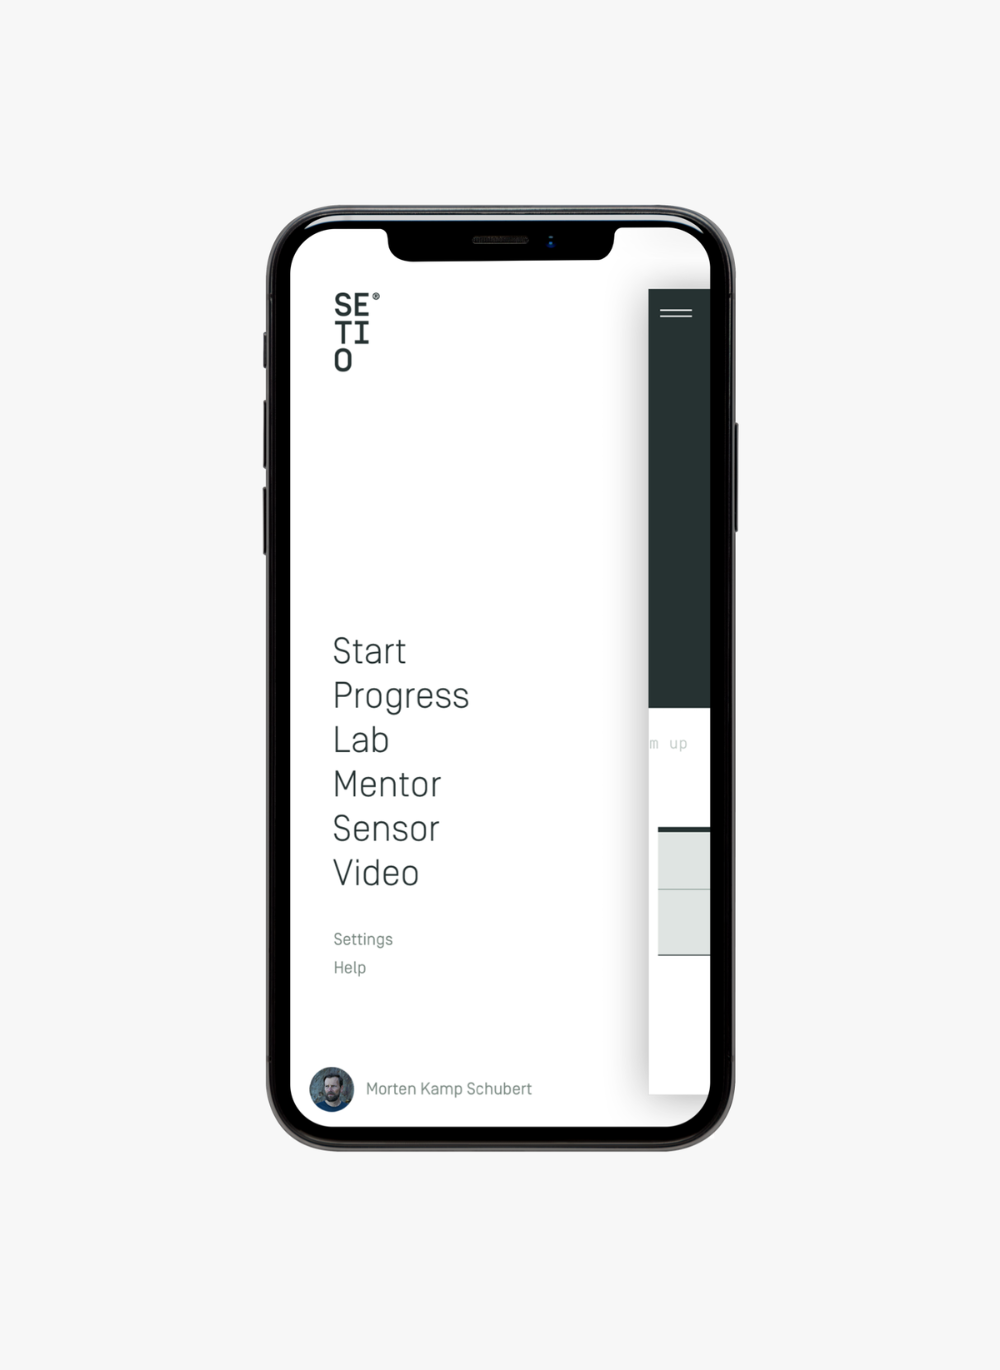 SE®
TI
O
Start
Progress
Lab
Mentor
Sensor
Video
Settings
Help
Morten Kamp Schubert
m up